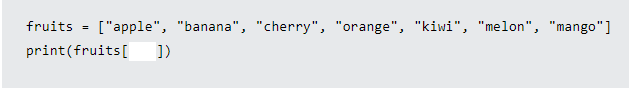 fruits = ["apple", "banana", "cherry", "orange", "kiwi", "melon", "mango"]
print(fruits[   ])